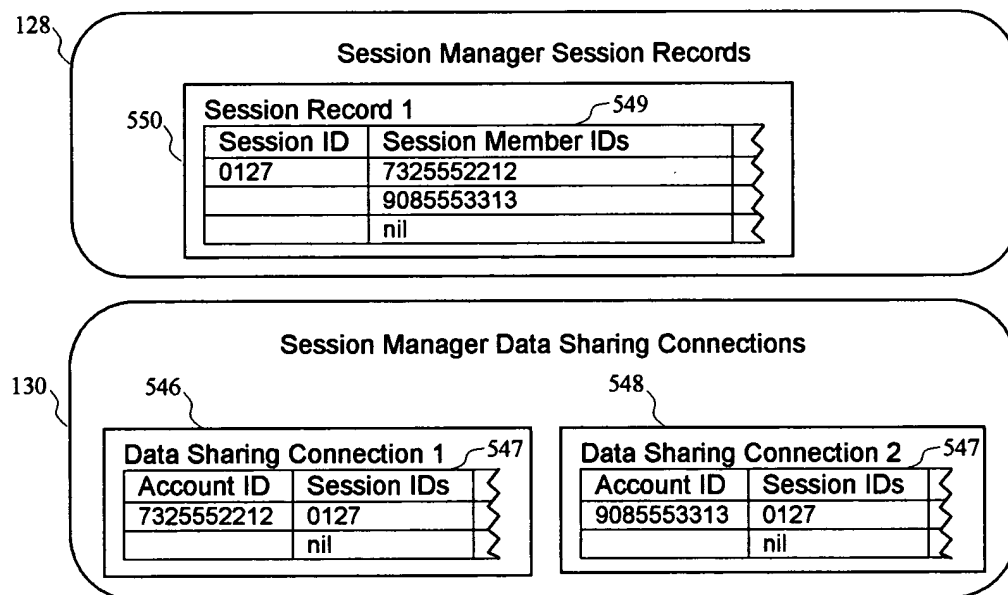 128
Session Manager Session Records
550
Session Record 1
549
Session ID Session Member IDs
0127 7325552212
9085553313
nil
Session Manager Data Sharing Connections
130
546
548
Data Sharing Connection 1
547
Account ID Session IDs
7325552212 0127
nil
Data Sharing Connection 2
547
Account ID Session IDs
9085553313 0127
nil